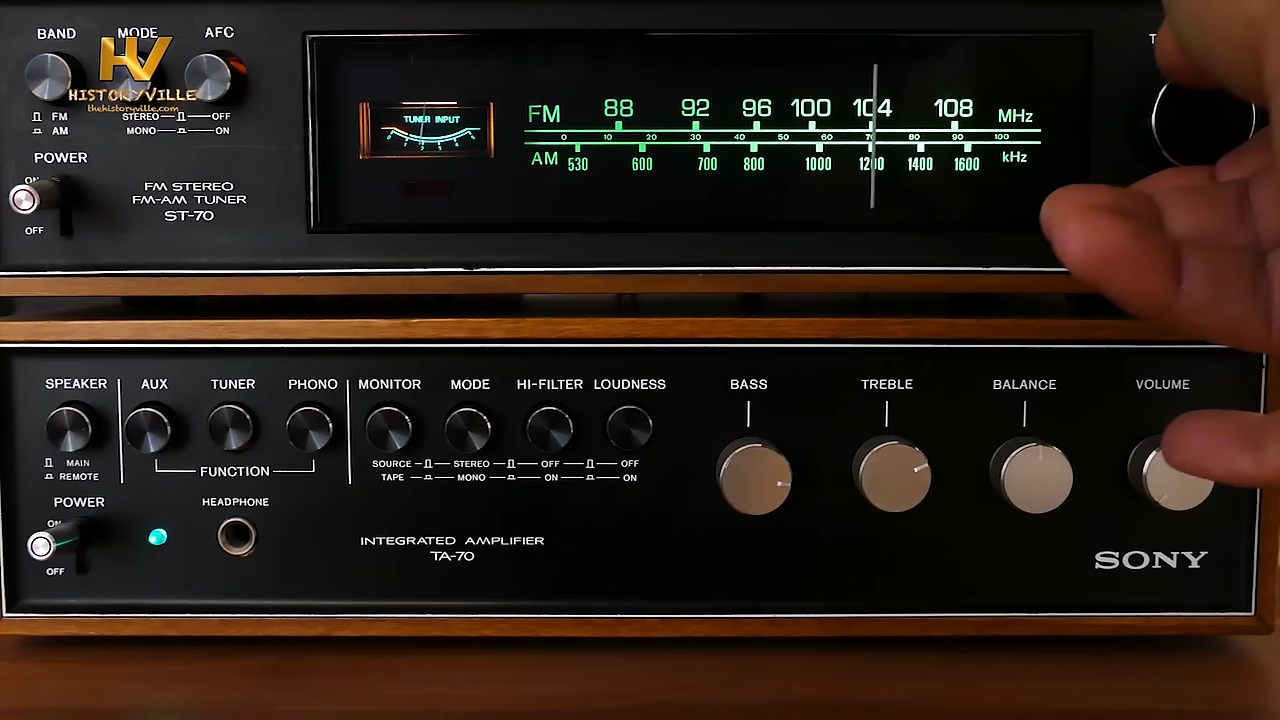 BAND MODE AFC
HV
HISTORYVILLE
thehistoryville.com
FM STEREO OFF
AM MONO ON
POWER
ON
OFF
FM STEREO
FM-AM TUNER
ST-70
TUNER INPUT
FM 88 92 96 100 104 108 MHz
0 10 20 30 40 50 60 70 80 90 100
AM 530 600 700 800 1000 1200 1400 1600 kHz
SPEAKER AUX TUNER PHONO MONITOR MODE HI-FILTER LOUDNESS BASS TREBLE BALANCE VOLUME
MAIN
REMOTE
FUNCTION
SOURCE STEREO OFF OFF
TAPE MONO ON ON
POWER
ON
OFF
HEADPHONE
INTEGRATED AMPLIFIER
TA-70
SONY